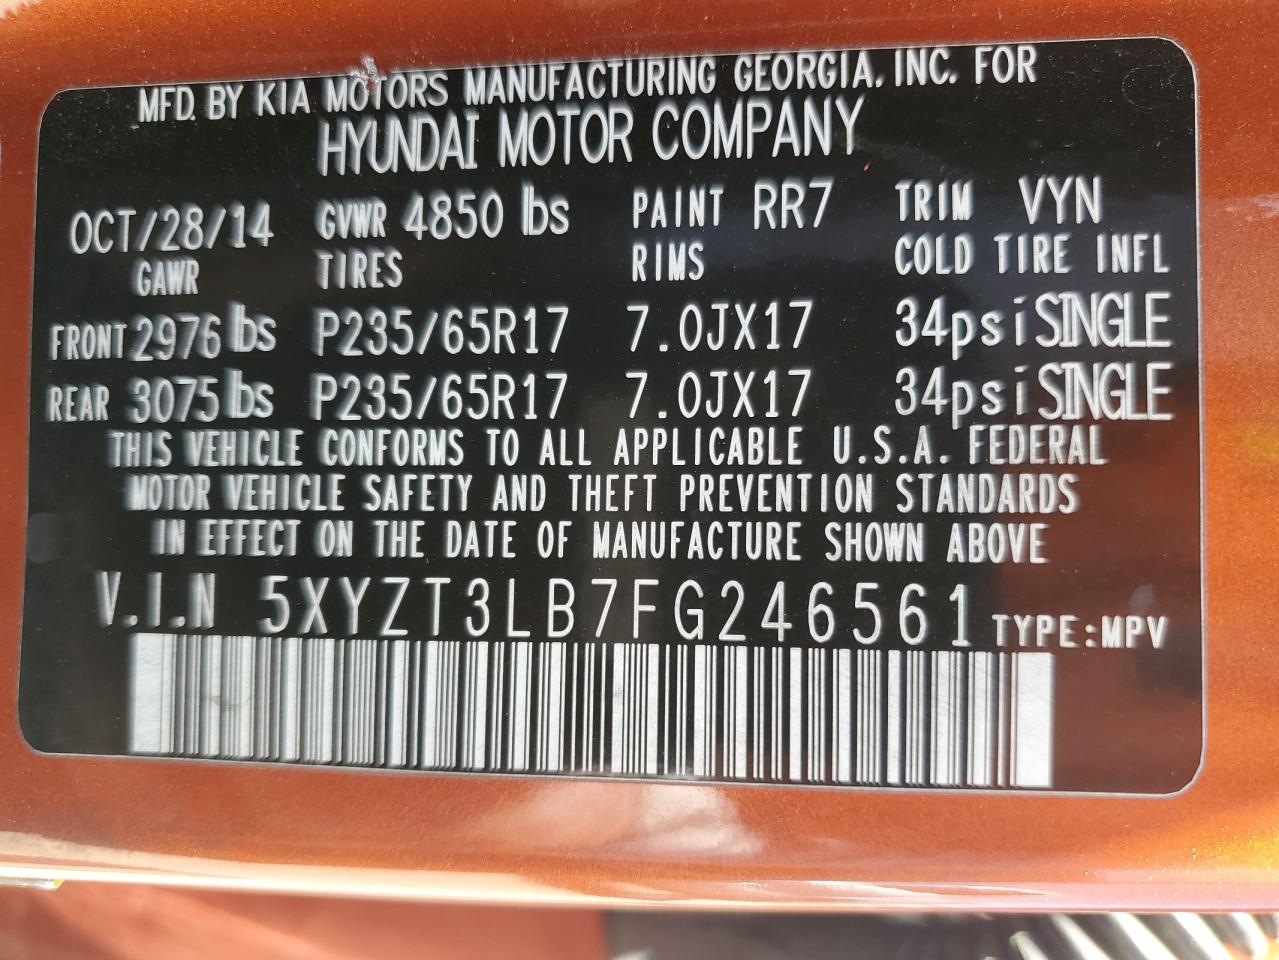 MFD. BY KIA MOTORS MANUFACTURING GEORGIA, INC. FOR
HYUNDAI MOTOR COMPANY
OCT/28/14 GVWR 4850 lbs PAINT RR7 TRIM VYN
GAWR TIRES RIMS COLD TIRE INFL
FRONT 2976 lbs P235/65R17 7.0JX17 34psi SINGLE
REAR 3075 lbs P235/65R17 7.0JX17 34psi SINGLE
THIS VEHICLE CONFORMS TO ALL APPLICABLE U.S.A. FEDERAL
MOTOR VEHICLE SAFETY AND THEFT PREVENTION STANDARDS
IN EFFECT ON THE DATE OF MANUFACTURE SHOWN ABOVE
V.I.N 5XYZT3LB7FG246561 TYPE:MPV